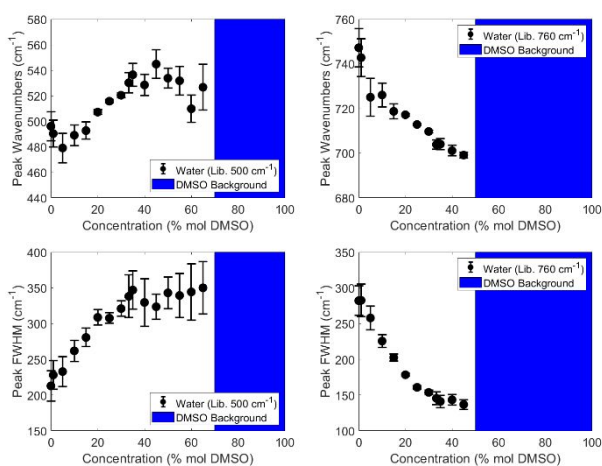 580
560
540
520
500
480
460
440
Peak Wavenumbers (cm-1)
0 20 40 60 80 100
Concentration (% mol DMSO)
Water (Lib. 500 cm-1)
DMSO Background
760
740
720
700
680
Peak Wavenumbers (cm-1)
0 20 40 60 80 100
Concentration (% mol DMSO)
Water (Lib. 760 cm-1)
DMSO Background
400
350
300
250
200
150
Peak FWHM (cm-1)
0 20 40 60 80 100
Concentration (% mol DMSO)
Water (Lib. 500 cm-1)
DMSO Background
350
300
250
200
150
100
Peak FWHM (cm-1)
0 20 40 60 80 100
Concentration (% mol DMSO)
Water (Lib. 760 cm-1)
DMSO Background